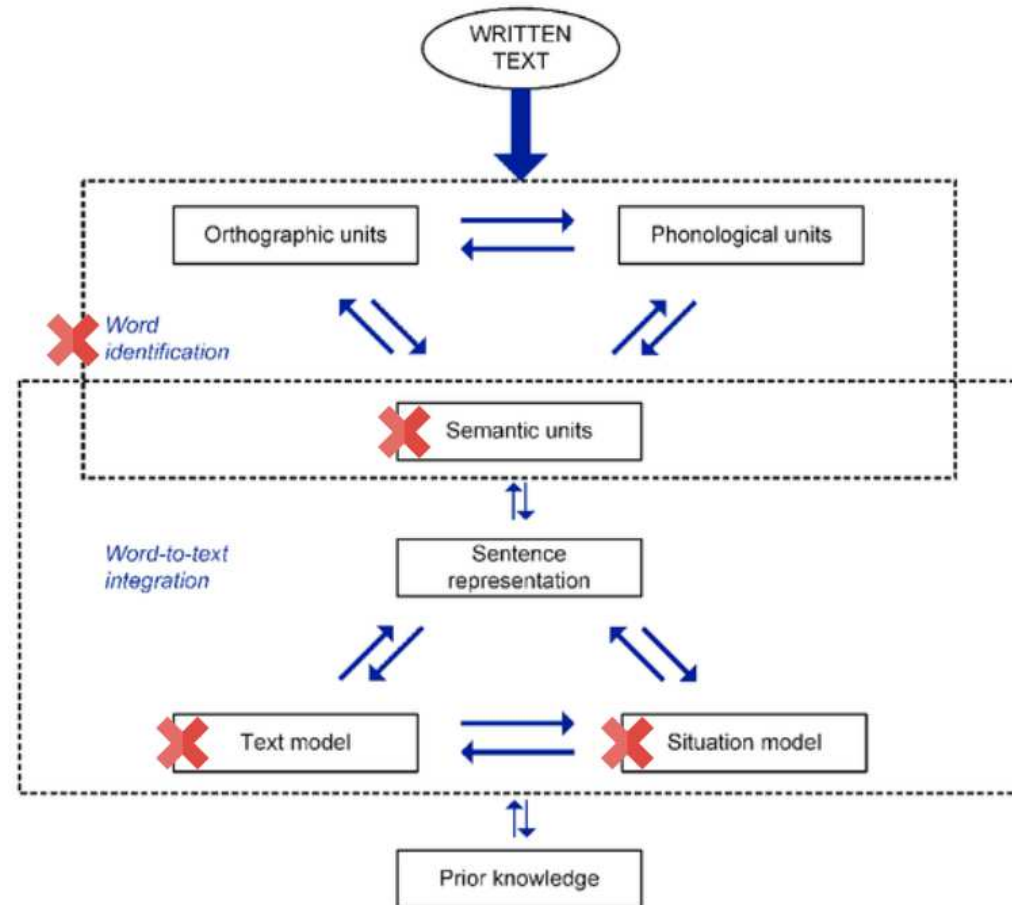 WRITTEN
TEXT
Orthographic units
Phonological units
Word
identification
Semantic units
Word-to-text
integration
Sentence
representation
Text model
Situation model
Prior knowledge